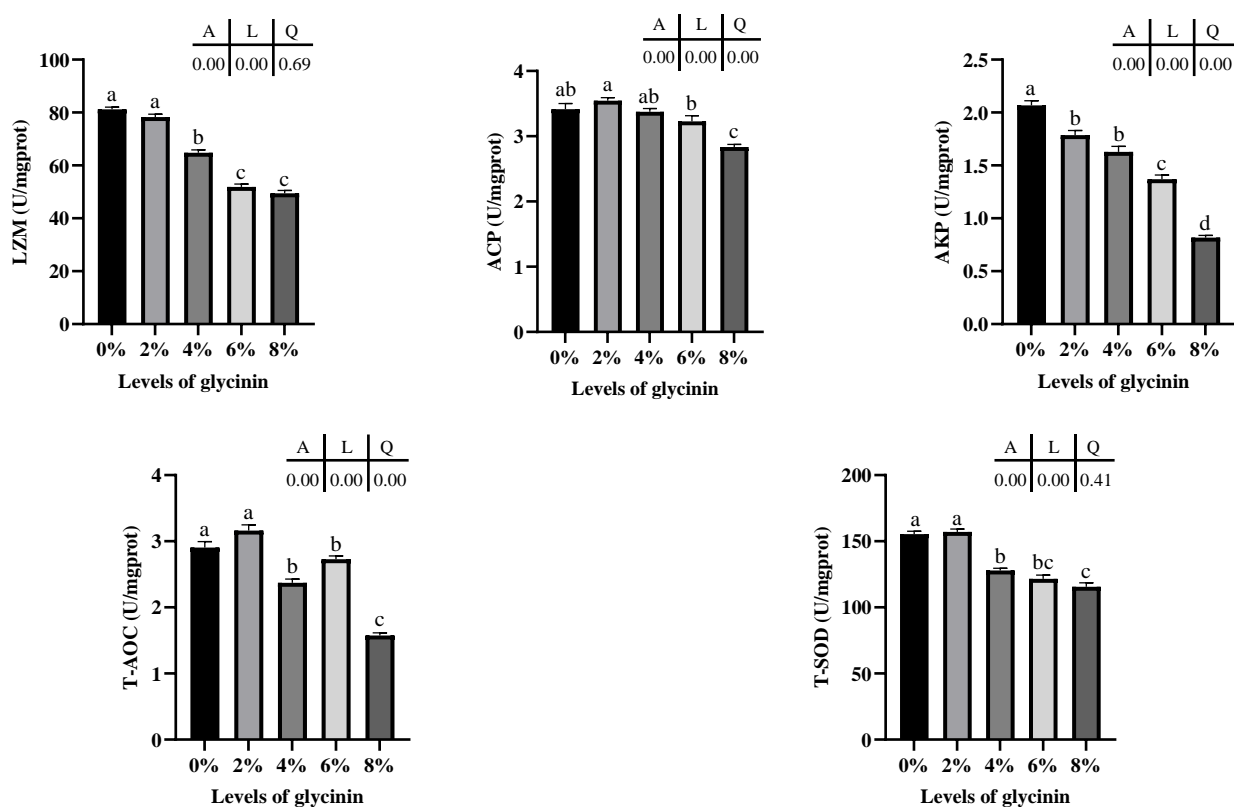 A L Q
0.00 0.00 0.69
LZM (U/mgprot)
100
80
60
40
20
0
a a b c c
0% 2% 4% 6% 8%
Levels of glycinin
A L Q
0.00 0.00 0.00
ACP (U/mgprot)
4
3
2
1
0
ab a ab b c
0% 2% 4% 6% 8%
Levels of glycinin
A L Q
0.00 0.00 0.00
AKP (U/mgprot)
2.5
2.0
1.5
1.0
0.5
0.0
a b b c d
0% 2% 4% 6% 8%
Levels of glycinin
A L Q
0.00 0.00 0.00
T-AOC (U/mgprot)
4
3
2
1
0
a a b b c
0% 2% 4% 6% 8%
Levels of glycinin
A L Q
0.00 0.00 0.41
T-SOD (U/mgprot)
200
150
100
50
0
a a b bc c
0% 2% 4% 6% 8%
Levels of glycinin